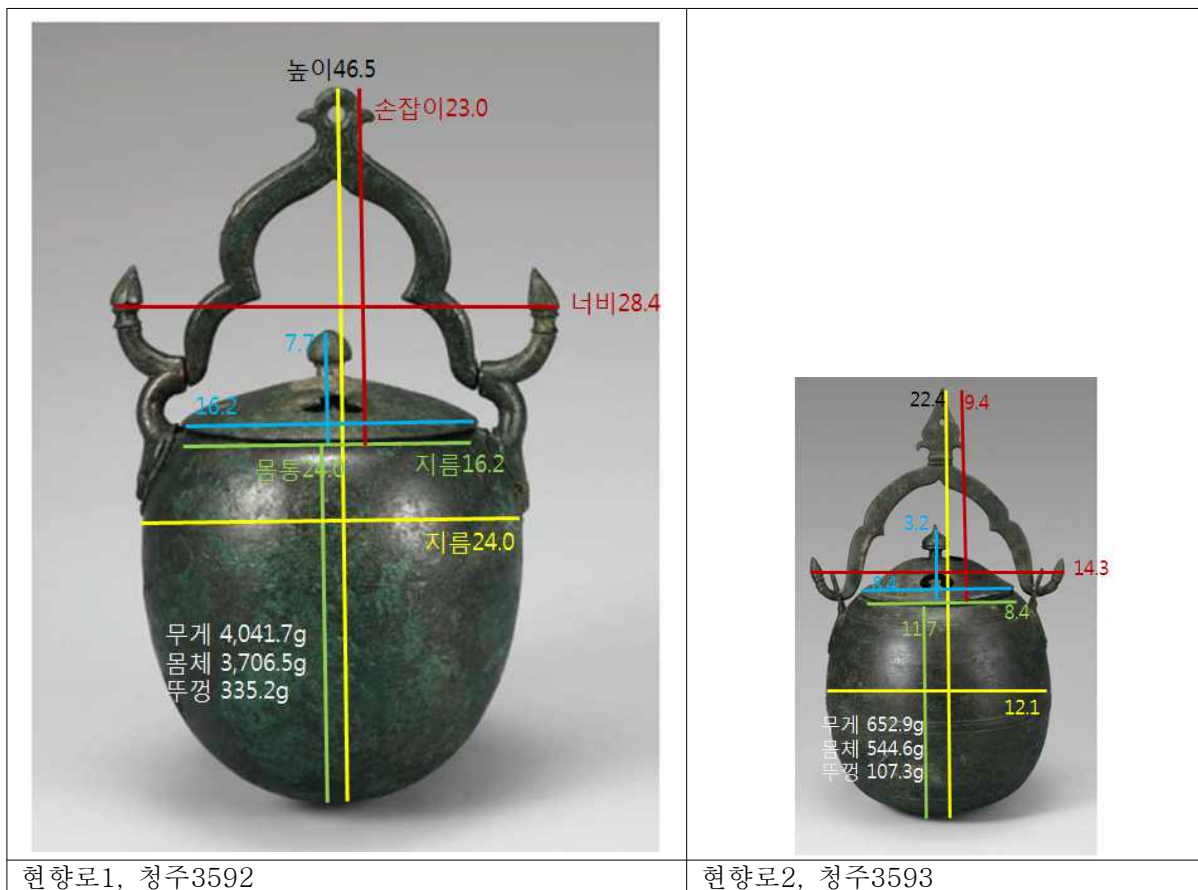 높이46.5
손잡이23.0
너비28.4
7.7
16.2
몸통24.0
지름16.2
지름24.0
무게 4,041.7g
몸체 3,706.5g
뚜껑 335.2g
현향로1, 청주3592
22.4
9.4
3.2
14.3
8.4
8.4
11.7
12.1
무게 652.9g
몸체 544.6g
뚜껑 107.3g
현향로2, 청주3593